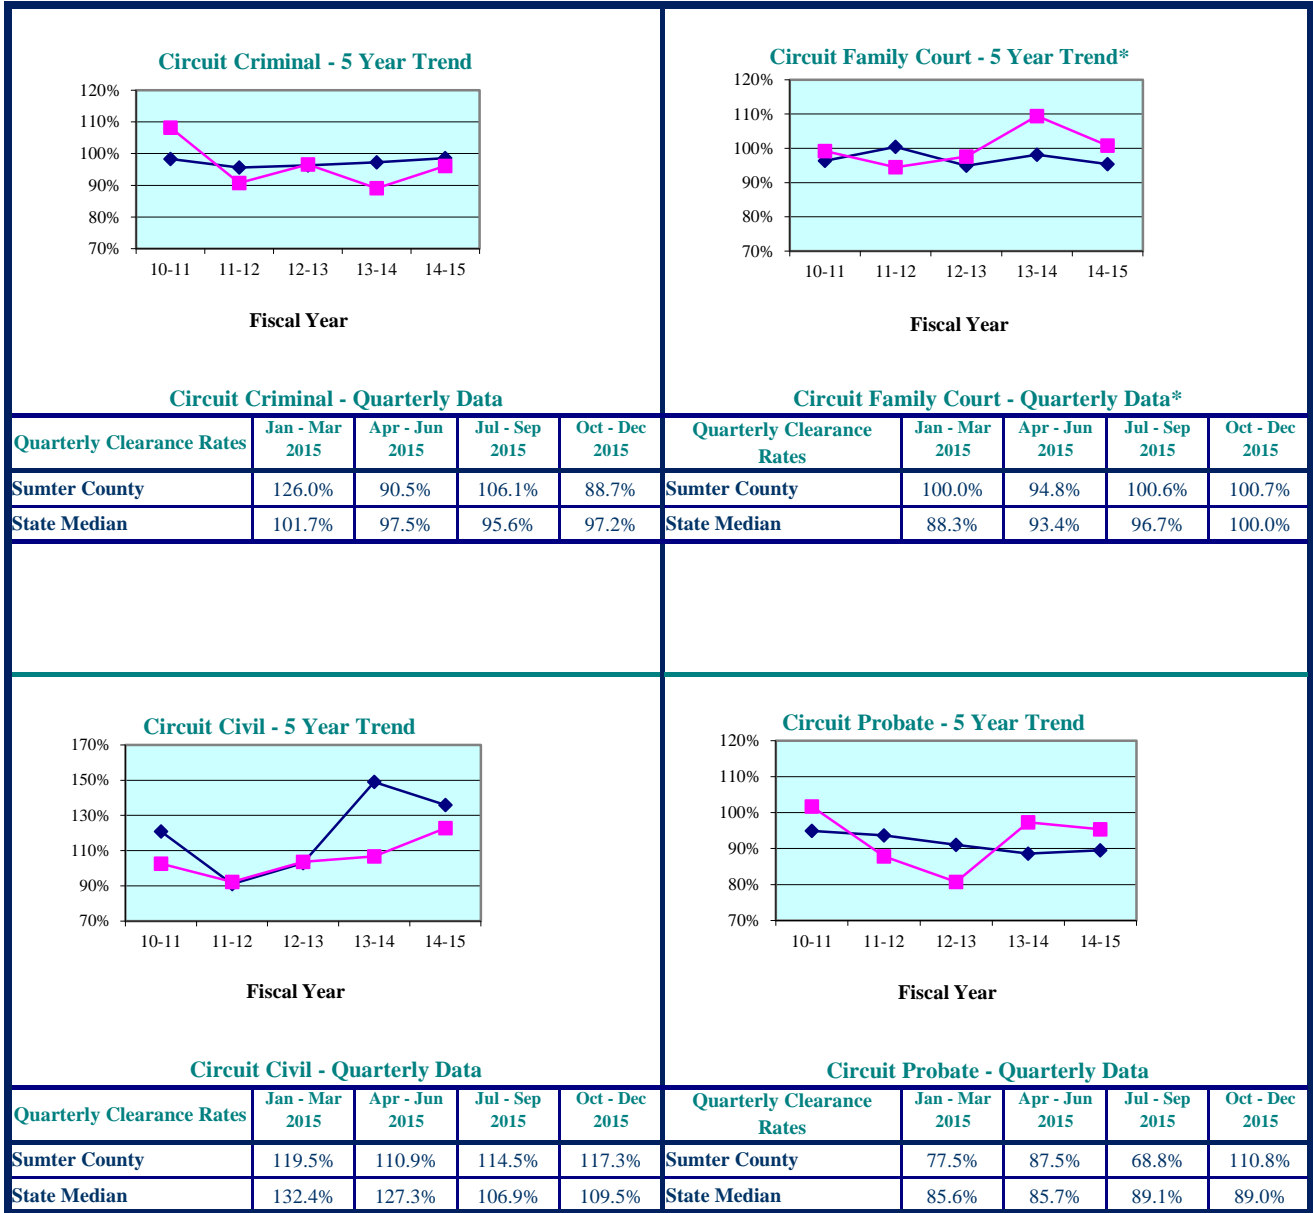 Circuit Criminal - 5 Year Trend
120%
110%
100%
90%
80%
70%
10-11 11-12 12-13 13-14 14-15
Fiscal Year
Circuit Criminal - Quarterly Data
Quarterly Clearance Rates Jan - Mar 2015 Apr - Jun 2015 Jul - Sep 2015 Oct - Dec 2015
Sumter County 126.0% 90.5% 106.1% 88.7%
State Median 101.7% 97.5% 95.6% 97.2%
Circuit Family Court - 5 Year Trend*
120%
110%
100%
90%
80%
70%
10-11 11-12 12-13 13-14 14-15
Fiscal Year
Circuit Family Court - Quarterly Data*
Quarterly Clearance Rates Jan - Mar 2015 Apr - Jun 2015 Jul - Sep 2015 Oct - Dec 2015
Sumter County 100.0% 94.8% 100.6% 100.7%
State Median 88.3% 93.4% 96.7% 100.0%
Circuit Civil - 5 Year Trend
170%
150%
130%
110%
90%
70%
10-11 11-12 12-13 13-14 14-15
Fiscal Year
Circuit Civil - Quarterly Data
Quarterly Clearance Rates Jan - Mar 2015 Apr - Jun 2015 Jul - Sep 2015 Oct - Dec 2015
Sumter County 119.5% 110.9% 114.5% 117.3%
State Median 132.4% 127.3% 106.9% 109.5%
Circuit Probate - 5 Year Trend
120%
110%
100%
90%
80%
70%
10-11 11-12 12-13 13-14 14-15
Fiscal Year
Circuit Probate - Quarterly Data
Quarterly Clearance Rates Jan - Mar 2015 Apr - Jun 2015 Jul - Sep 2015 Oct - Dec 2015
Sumter County 77.5% 87.5% 68.8% 110.8%
State Median 85.6% 85.7% 89.1% 89.0%